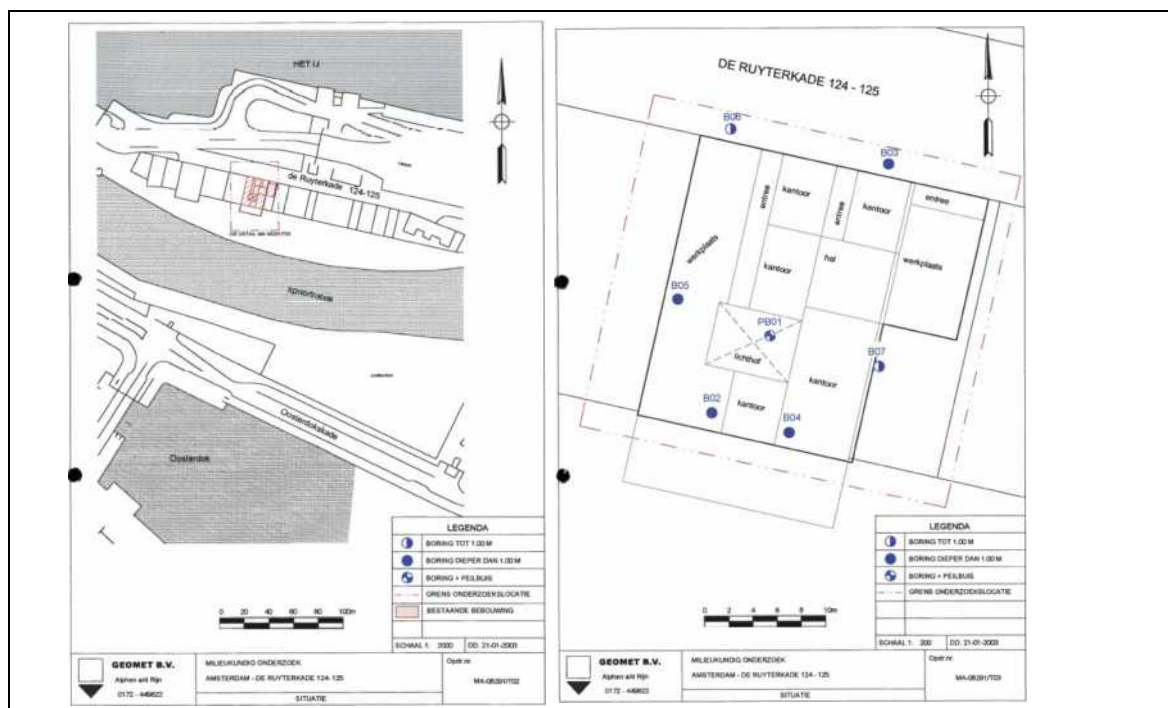 HET IJ
de Ruyterkade 124-125
Oosterdokskade
Oosterdok
LEGENDA
BORING TOT 1.00 M
BORING DIEPER DAN 1.00 M
BORING + PEILBUIS
GRENS ONDERZOEKSLOCATIE
BESTAANDE BEBOUWING
0 20 40 60 80 100m
SCHAAL 1: 2000 DD. 21-01-2003
GEOMET B.V.
Alphen a/d Rijn
0172 - 449822
MILIEUKUNDIG ONDERZOEK
AMSTERDAM - DE RUYTERKADE 124-125
SITUATIE
Opdr.nr.
DE RUYTERKADE 124 - 125
B06
B03
entree
kantoor
entree
kantoor
entree
werkplaats
kantoor
hal
werkplaats
B05
PB01
lichthof
B07
kantoor
B02
kantoor
B04
LEGENDA
BORING TOT 1.00 M
BORING DIEPER DAN 1.00 M
BORING + PEILBUIS
GRENS ONDERZOEKSLOCATIE
0 2 4 6 8 10m
SCHAAL 1: 200 DD. 21-01-2003
GEOMET B.V.
Alphen a/d Rijn
0172 - 449822
MILIEUKUNDIG ONDERZOEK
AMSTERDAM - DE RUYTERKADE 124 - 125
SITUATIE
Opdr.nr.